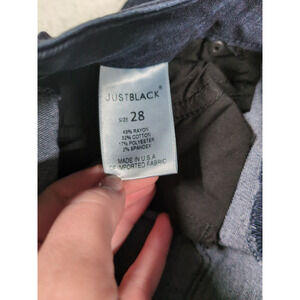 JUSTBLACK®
SIZE 28
49% RAYON
32% COTTON
17% POLYESTER
2% SPANDEX
MADE IN U.S.A
OF IMPORTED FABRIC